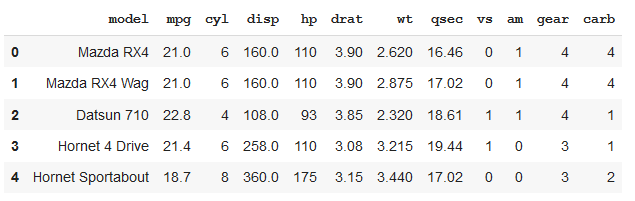 model mpg cyl disp hp drat wt qsec vs am gear carb
0 Mazda RX4 21.0 6 160.0 110 3.90 2.620 16.46 0 1 4 4
1 Mazda RX4 Wag 21.0 6 160.0 110 3.90 2.875 17.02 0 1 4 4
2 Datsun 710 22.8 4 108.0 93 3.85 2.320 18.61 1 1 4 1
3 Hornet 4 Drive 21.4 6 258.0 110 3.08 3.215 19.44 1 0 3 1
4 Hornet Sportabout 18.7 8 360.0 175 3.15 3.440 17.02 0 0 3 2